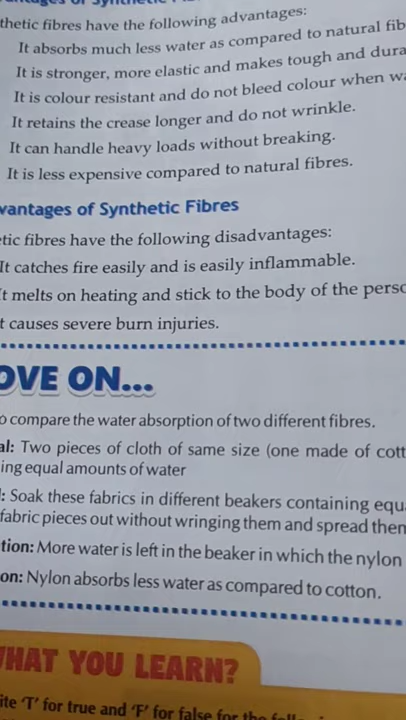 thetic fibres have the following advantages:
It absorbs much less water as compared to natural fib
It is stronger, more elastic and makes tough and dura
It is colour resistant and do not bleed colour when wa
It retains the crease longer and do not wrinkle.
It can handle heavy loads without breaking.
It is less expensive compared to natural fibres.
vantages of Synthetic Fibres
etic fibres have the following disadvantages:
It catches fire easily and is easily inflammable.
It melts on heating and stick to the body of the perso
t causes severe burn injuries.
OVE ON...
o compare the water absorption of two different fibres.
al: Two pieces of cloth of same size (one made of cott
ing equal amounts of water
: Soak these fabrics in different beakers containing equ
fabric pieces out without wringing them and spread then
tion: More water is left in the beaker in which the nylon
on: Nylon absorbs less water as compared to cotton.
WHAT YOU LEARN?
ite 'T' for true and 'F' for false for the